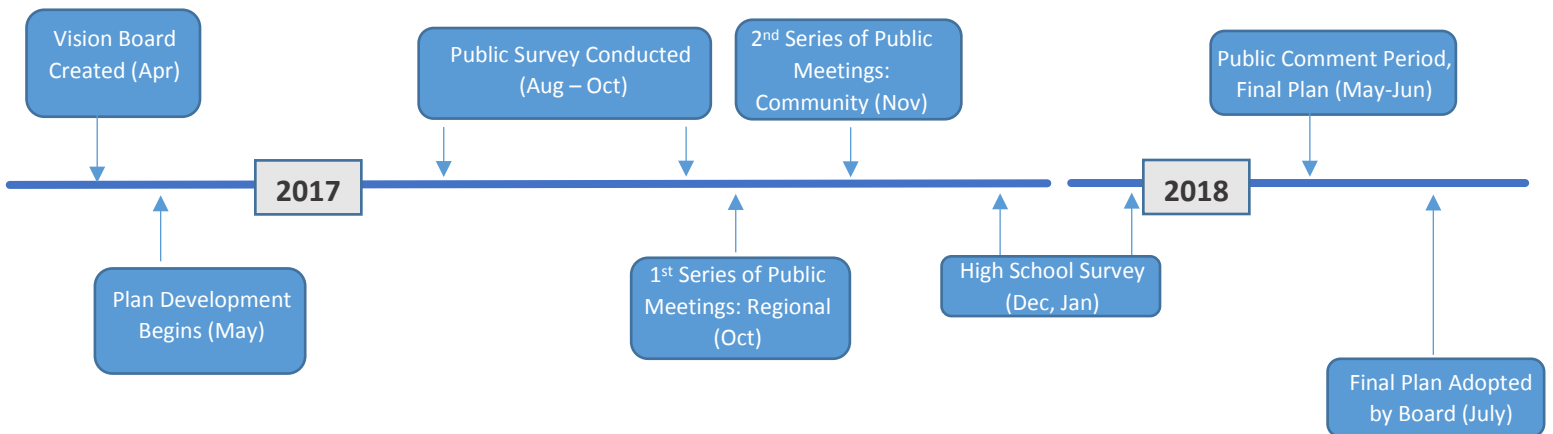 Vision Board
Created (Apr)
Public Survey Conducted
(Aug – Oct)
2nd Series of Public
Meetings:
Community (Nov)
Public Comment Period,
Final Plan (May-Jun)
2017
2018
Plan Development
Begins (May)
1st Series of Public
Meetings: Regional
(Oct)
High School Survey
(Dec, Jan)
Final Plan Adopted
by Board (July)